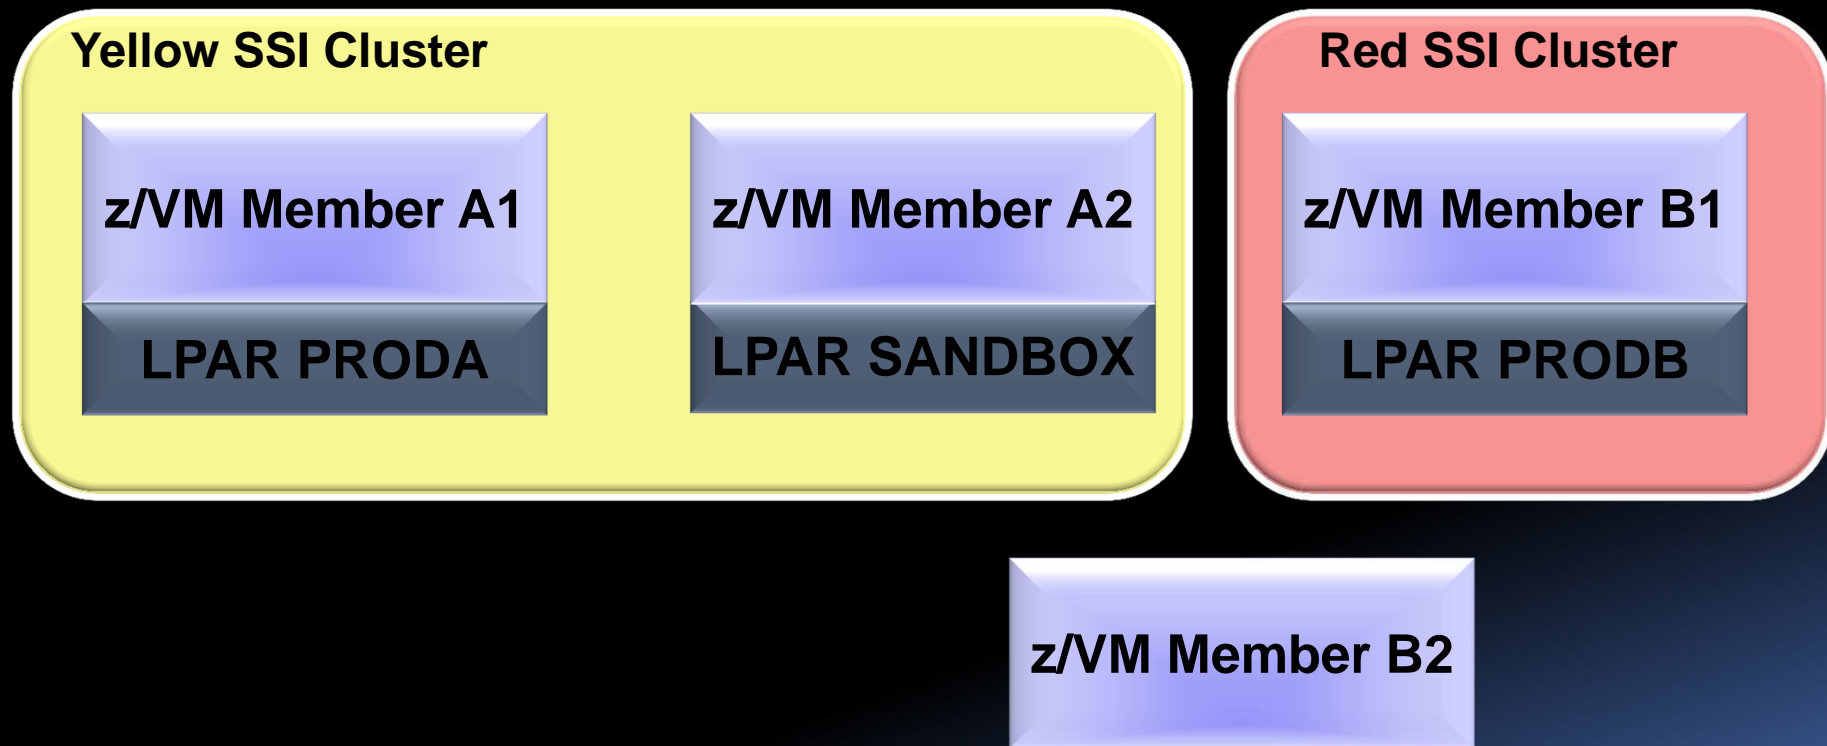 Yellow SSI Cluster
Red SSI Cluster
z/VM Member A1
z/VM Member A2
z/VM Member B1
LPAR PRODA
LPAR SANDBOX
LPAR PRODB
z/VM Member B2